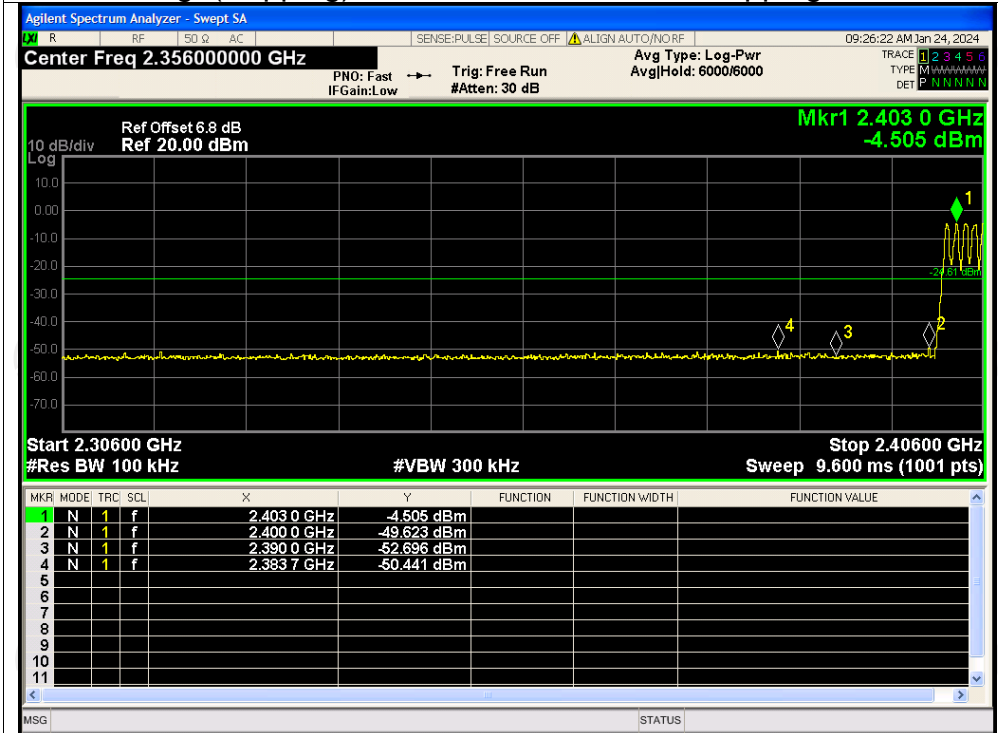 Agilent Spectrum Analyzer - Swept SA
LXI R RF 50 Ω AC SENSE:PULSE SOURCE OFF ALIGN AUTO/NO RF 09:26:22 AM Jan 24, 2024
Center Freq 2.356000000 GHz
PNO: Fast
IFGain:Low
Trig: Free Run
#Atten: 30 dB
Avg Type: Log-Pwr
Avg|Hold: 6000/6000
TRACE 1 2 3 4 5 6
TYPE M
DET P N N N N N
Mkr1 2.403 0 GHz
-4.505 dBm
Ref Offset 6.8 dB
10 dB/div Ref 20.00 dBm
Log
10.0
0.00
-10.0
-20.0
-30.0
-40.0
-50.0
-60.0
-70.0
1
-24.61 dBm
4
3
2
Start 2.30600 GHz Stop 2.40600 GHz
#Res BW 100 kHz #VBW 300 kHz Sweep 9.600 ms (1001 pts)
MKR MODE TRC SCL X Y FUNCTION FUNCTION WIDTH FUNCTION VALUE
1 N 1 f 2.403 0 GHz -4.505 dBm
2 N 1 f 2.400 0 GHz -49.623 dBm
3 N 1 f 2.390 0 GHz -52.696 dBm
4 N 1 f 2.383 7 GHz -50.441 dBm
5
6
7
8
9
10
11
MSG STATUS